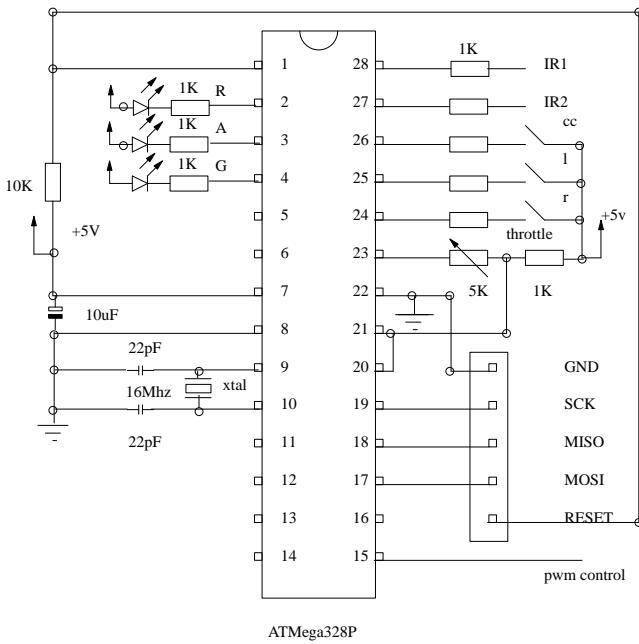 1 28 1K IR1
1K R 2 27 IR2
1K A 3 26 cc
1K G 4 25 l
10K 5 24 r
+5V 6 23 throttle +5v
5K 1K
7 22
10uF 8 21
22pF 9 20 GND
16Mhz xtal 10 19 SCK
22pF 11 18 MISO
12 17 MOSI
13 16 RESET
14 15
pwm control
ATMega328P